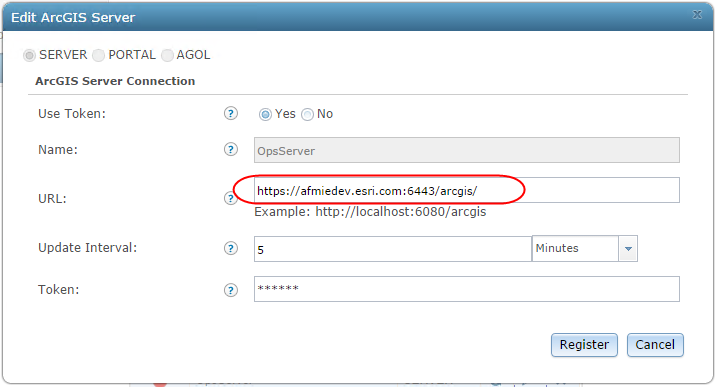 Edit ArcGIS Server
SERVER PORTAL AGOL
ArcGIS Server Connection
Use Token: ? Yes No
Name: ? OpsServer
URL: ? https://afmiedev.esri.com:6443/arcgis/
Example: http://localhost:6080/arcgis
Update Interval: ? 5 Minutes
Token: ? ******
Register Cancel